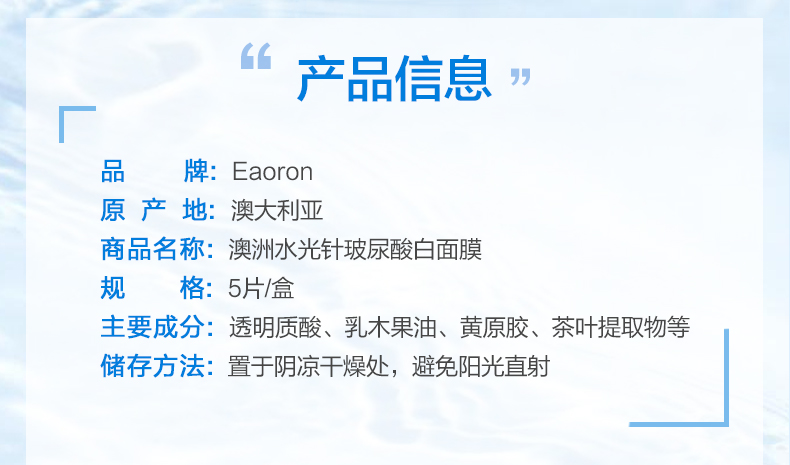 “ 产品信息 ”
品 牌: Eaoron
原 产 地: 澳大利亚
商品名称: 澳洲水光针玻尿酸白面膜
规 格: 5片/盒
主要成分: 透明质酸、乳木果油、黄原胶、茶叶提取物等
储存方法: 置于阴凉干燥处，避免阳光直射